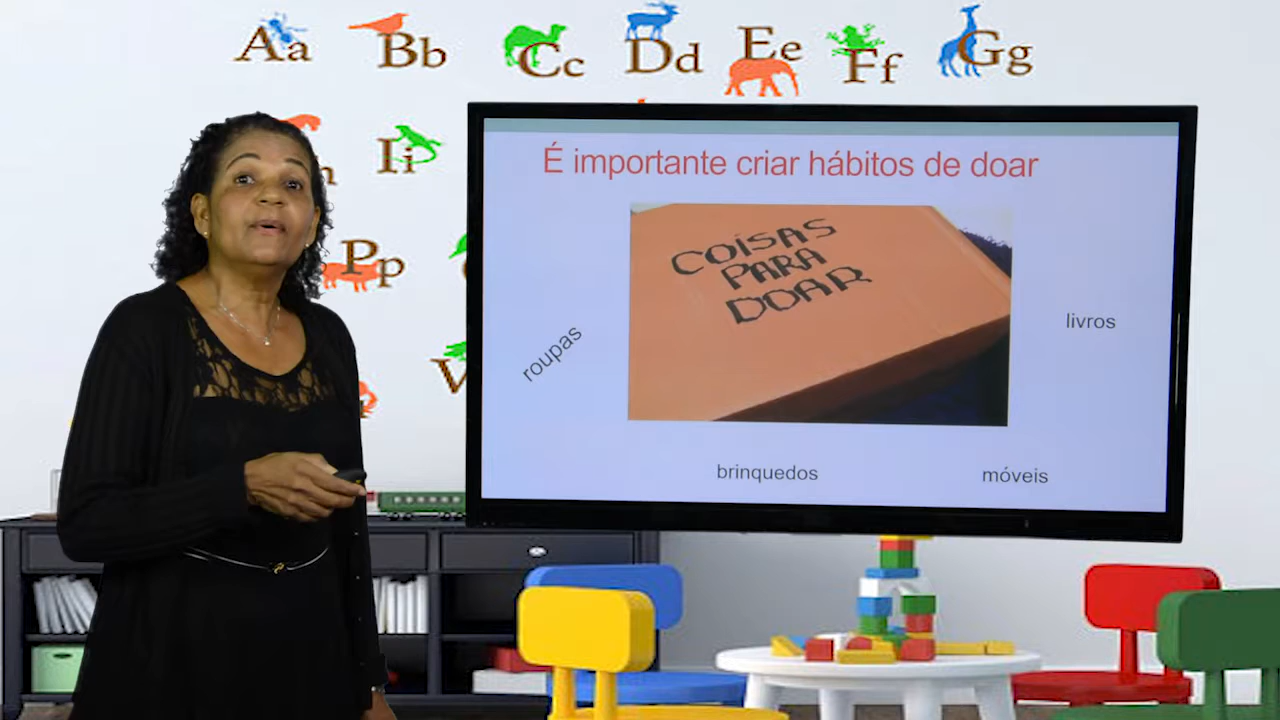 Aa Bb Cc Dd Ee Ff Gg
Ii
Pp
É importante criar hábitos de doar
COISAS
PARA
DOAR
roupas
livros
brinquedos
móveis